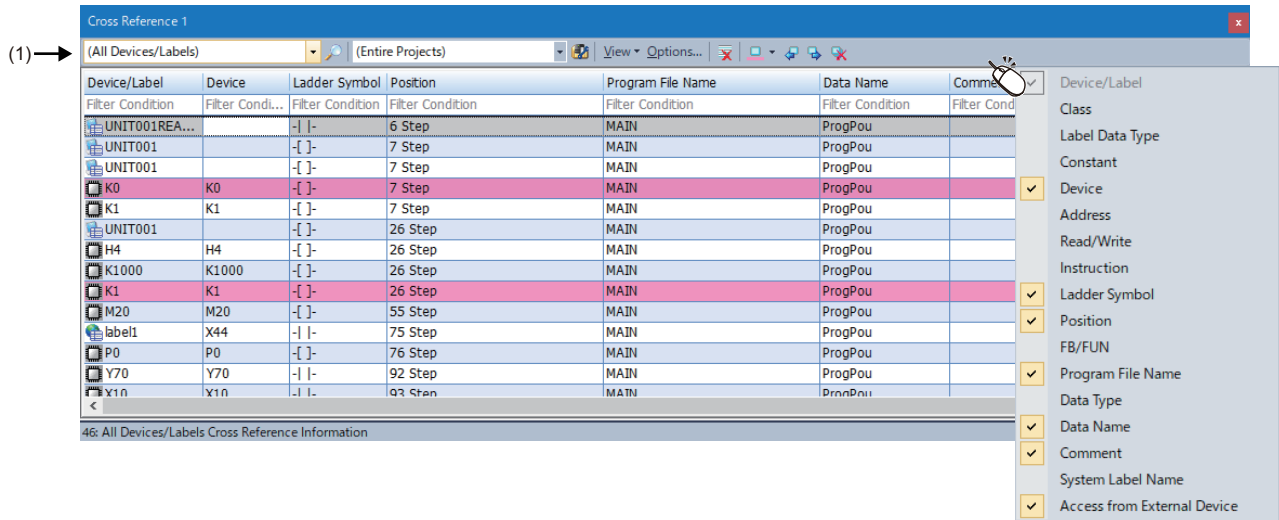 Cross Reference 1
x
(1)
(All Devices/Labels) (Entire Projects) View Options...
Device/Label Device Ladder Symbol Position Program File Name Data Name
Filter Condition Filter Condi... Filter Condition Filter Condition Filter Condition Filter Condition Filter Cond
UNIT001REA... -| |- 6 Step MAIN ProgPou
UNIT001 -[ ]- 7 Step MAIN ProgPou
UNIT001 -[ ]- 7 Step MAIN ProgPou
K0 K0 -[ ]- 7 Step MAIN ProgPou
K1 K1 -[ ]- 7 Step MAIN ProgPou
UNIT001 -[ ]- 26 Step MAIN ProgPou
H4 H4 -[ ]- 26 Step MAIN ProgPou
K1000 K1000 -[ ]- 26 Step MAIN ProgPou
K1 K1 -[ ]- 26 Step MAIN ProgPou
M20 M20 -[ ]- 55 Step MAIN ProgPou
label1 X44 -| |- 75 Step MAIN ProgPou
P0 P0 -[ ]- 76 Step MAIN ProgPou
Y70 Y70 -| |- 92 Step MAIN ProgPou
X10 X10 -| |- 93 Step MAIN ProgPou
46: All Devices/Labels Cross Reference Information
Device/Label
Class
Label Data Type
Constant
Device
Address
Read/Write
Instruction
Ladder Symbol
Position
FB/FUN
Program File Name
Data Type
Data Name
Comment
System Label Name
Access from External Device